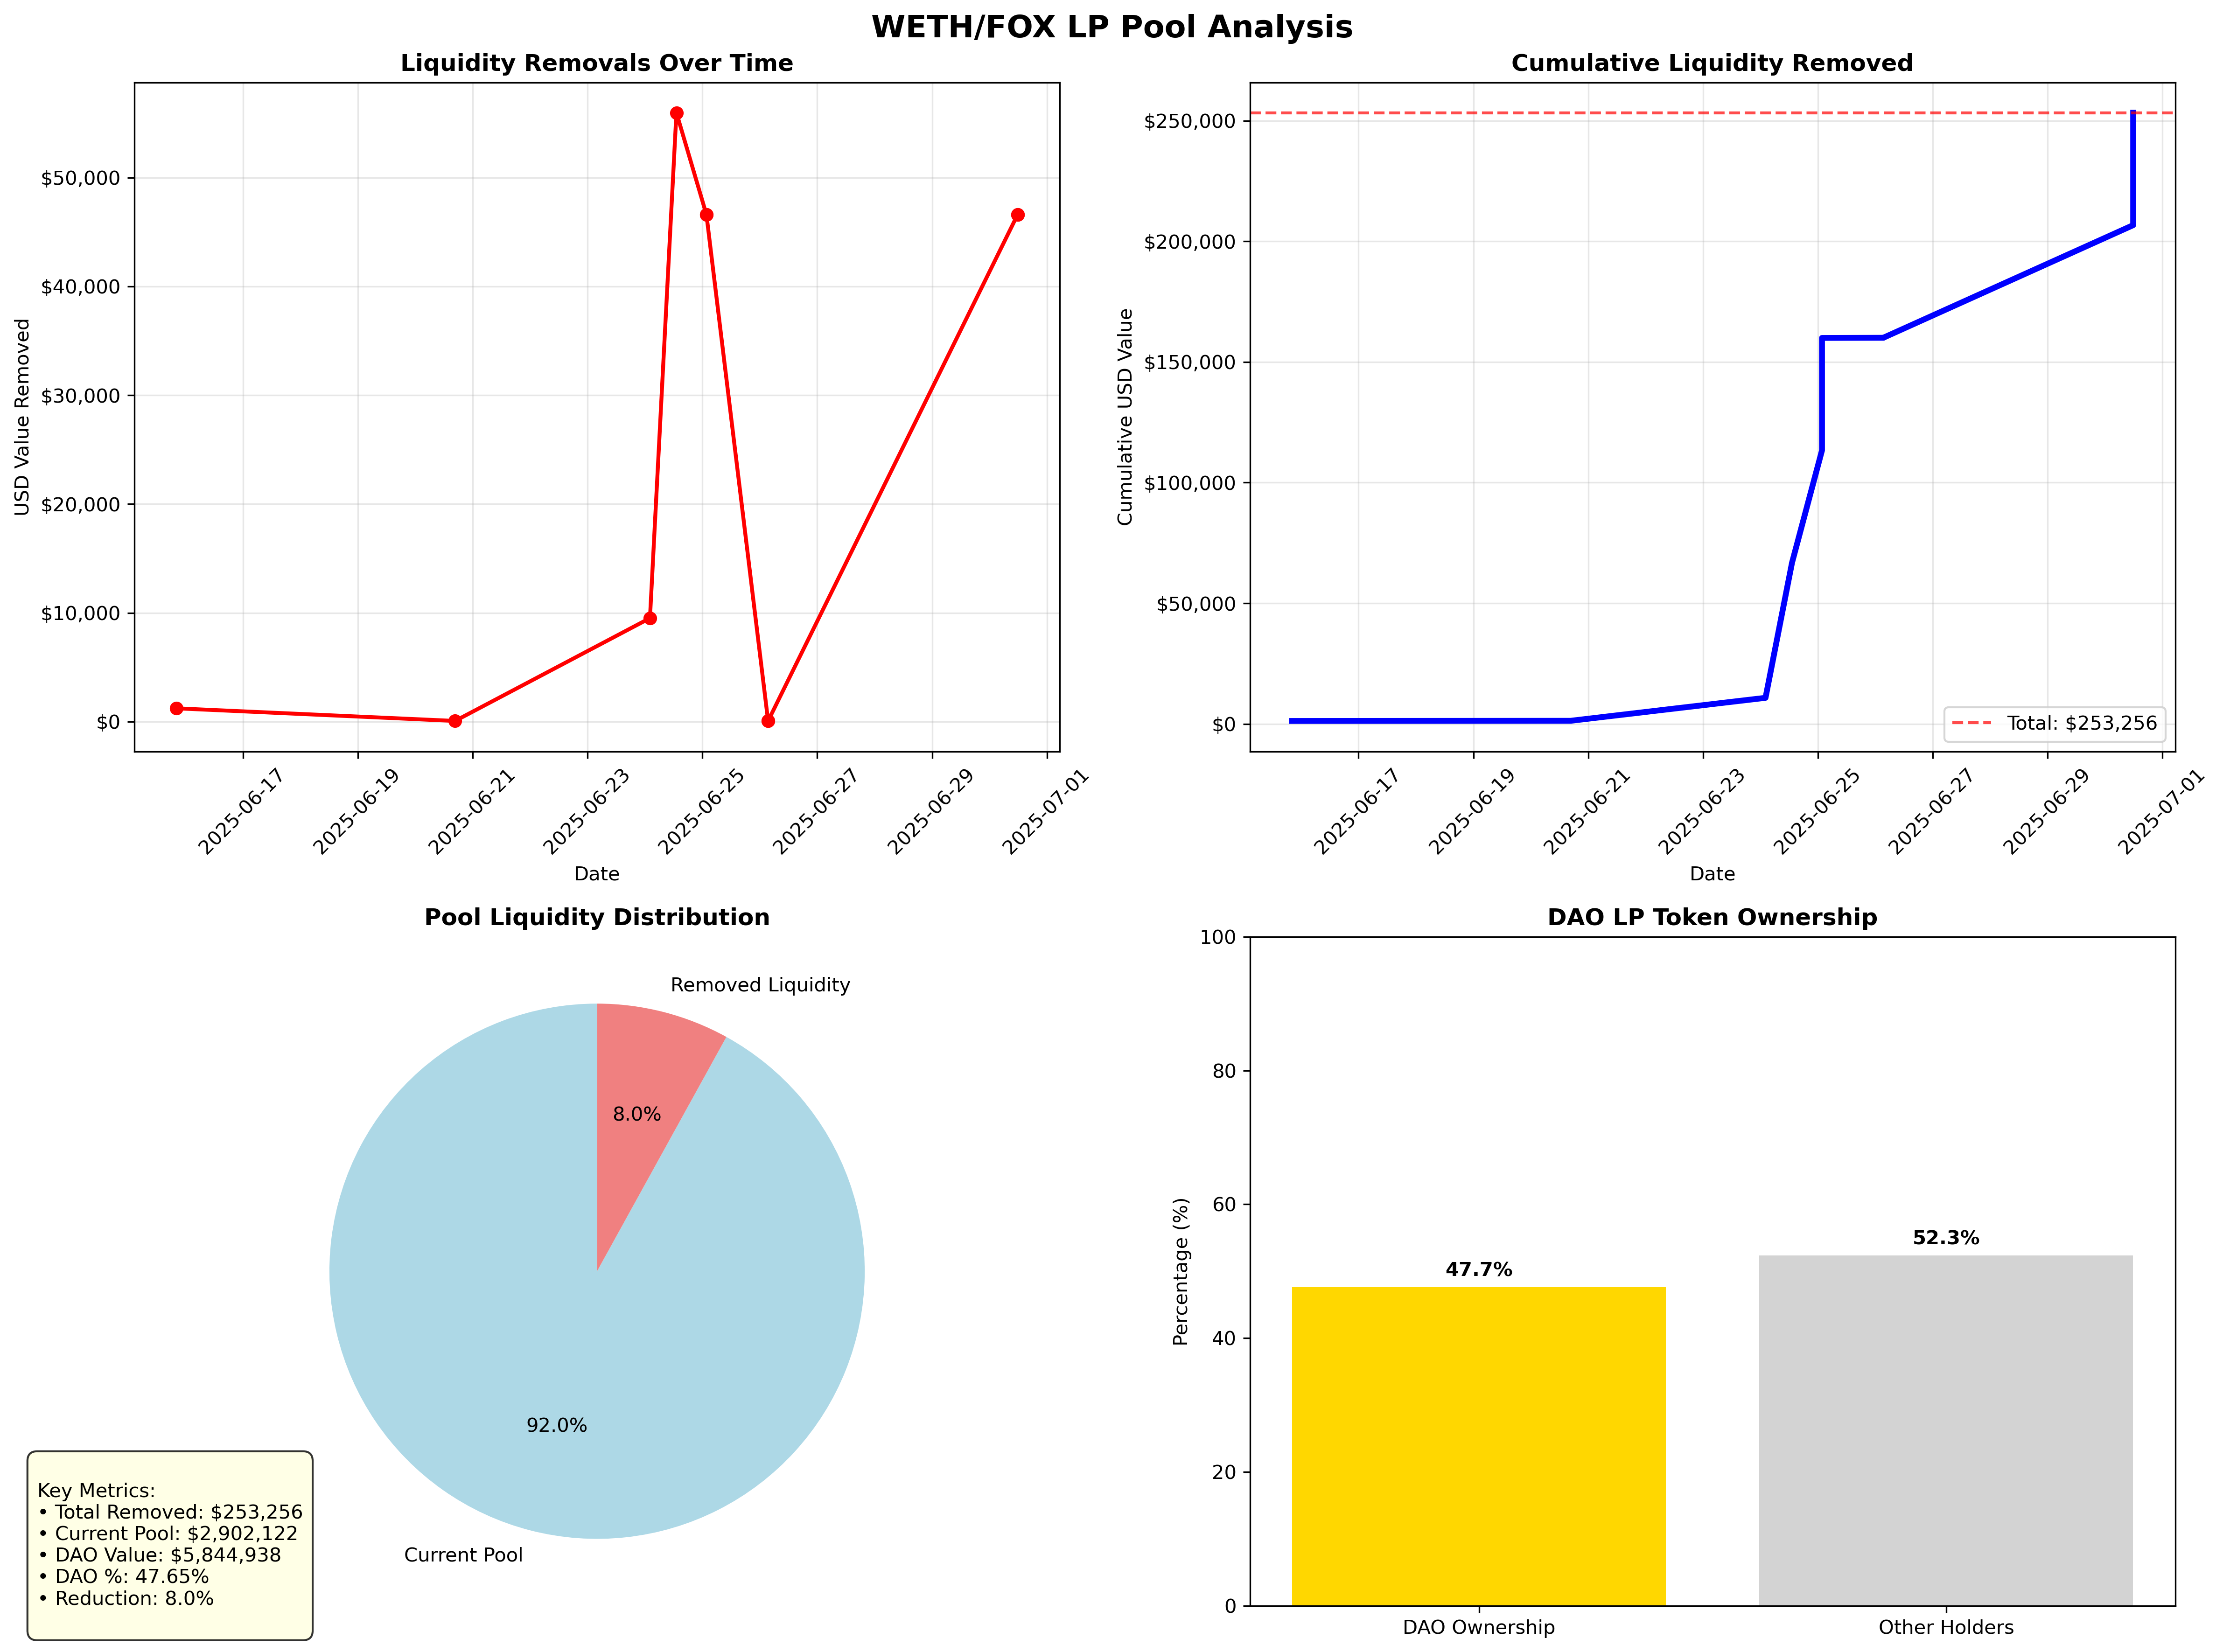 WETH/FOX LP Pool Analysis
Liquidity Removals Over Time
USD Value Removed
$50,000
$40,000
$30,000
$20,000
$10,000
$0
2025-06-17
2025-06-19
2025-06-21
2025-06-23
2025-06-25
2025-06-27
2025-06-29
2025-07-01
Date
Cumulative Liquidity Removed
Cumulative USD Value
$250,000
$200,000
$150,000
$100,000
$50,000
$0
Total: $253,256
2025-06-17
2025-06-19
2025-06-21
2025-06-23
2025-06-25
2025-06-27
2025-06-29
2025-07-01
Date
Pool Liquidity Distribution
Removed Liquidity
8.0%
92.0%
Current Pool
Key Metrics:
• Total Removed: $253,256
• Current Pool: $2,902,122
• DAO Value: $5,844,938
• DAO %: 47.65%
• Reduction: 8.0%
DAO LP Token Ownership
Percentage (%)
100
80
60
40
20
0
47.7%
52.3%
DAO Ownership
Other Holders